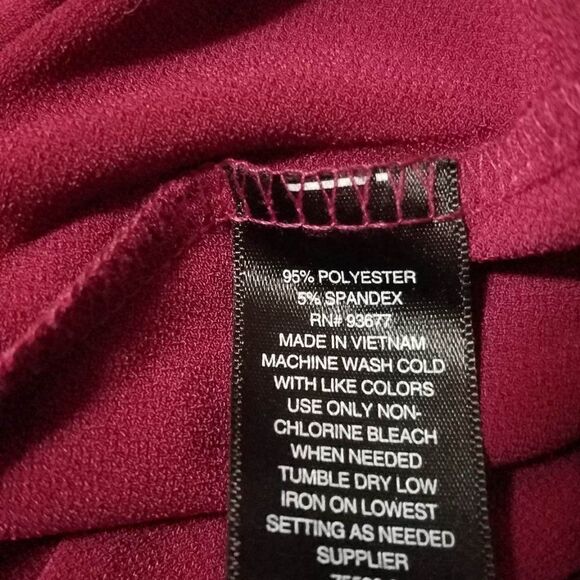 95% POLYESTER
5% SPANDEX
RN# 93677
MADE IN VIETNAM
MACHINE WASH COLD
WITH LIKE COLORS
USE ONLY NON-
CHLORINE BLEACH
WHEN NEEDED
TUMBLE DRY LOW
IRON ON LOWEST
SETTING AS NEEDED
SUPPLIER